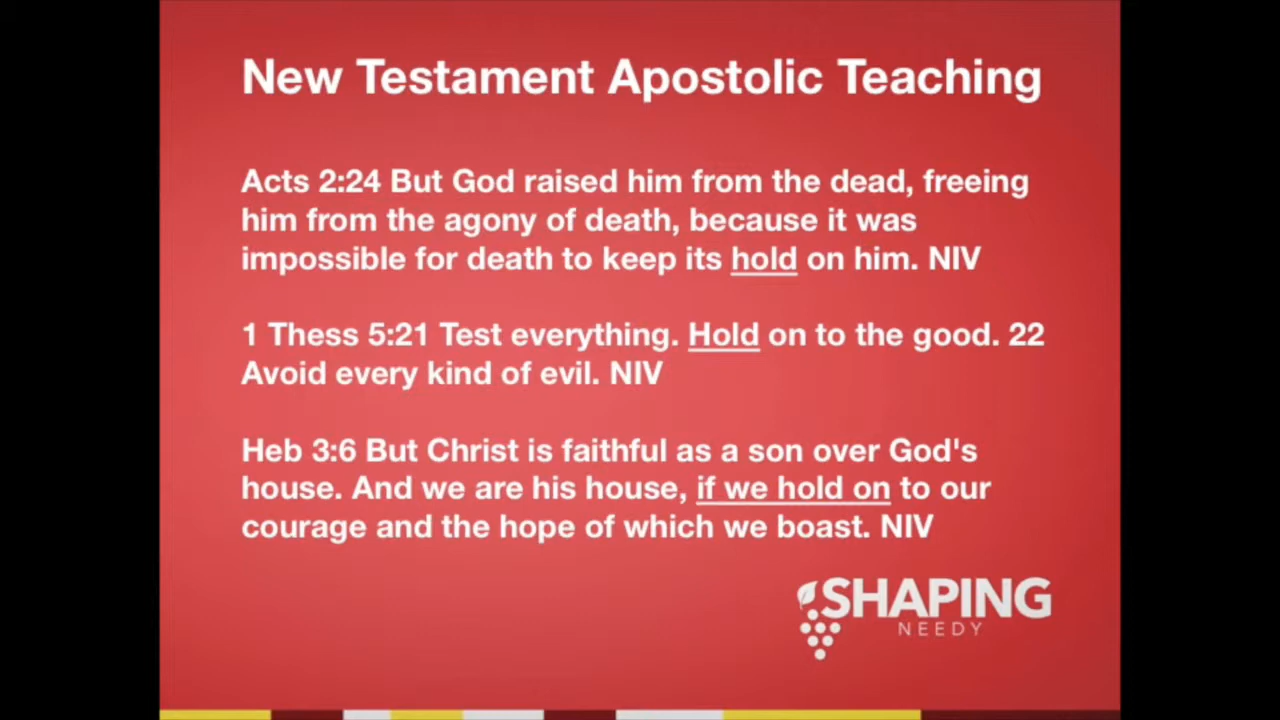 New Testament Apostolic Teaching
Acts 2:24 But God raised him from the dead, freeing
him from the agony of death, because it was
impossible for death to keep its hold on him. NIV
1 Thess 5:21 Test everything. Hold on to the good. 22
Avoid every kind of evil. NIV
Heb 3:6 But Christ is faithful as a son over God's
house. And we are his house, if we hold on to our
courage and the hope of which we boast. NIV
SHAPING
NEEDY